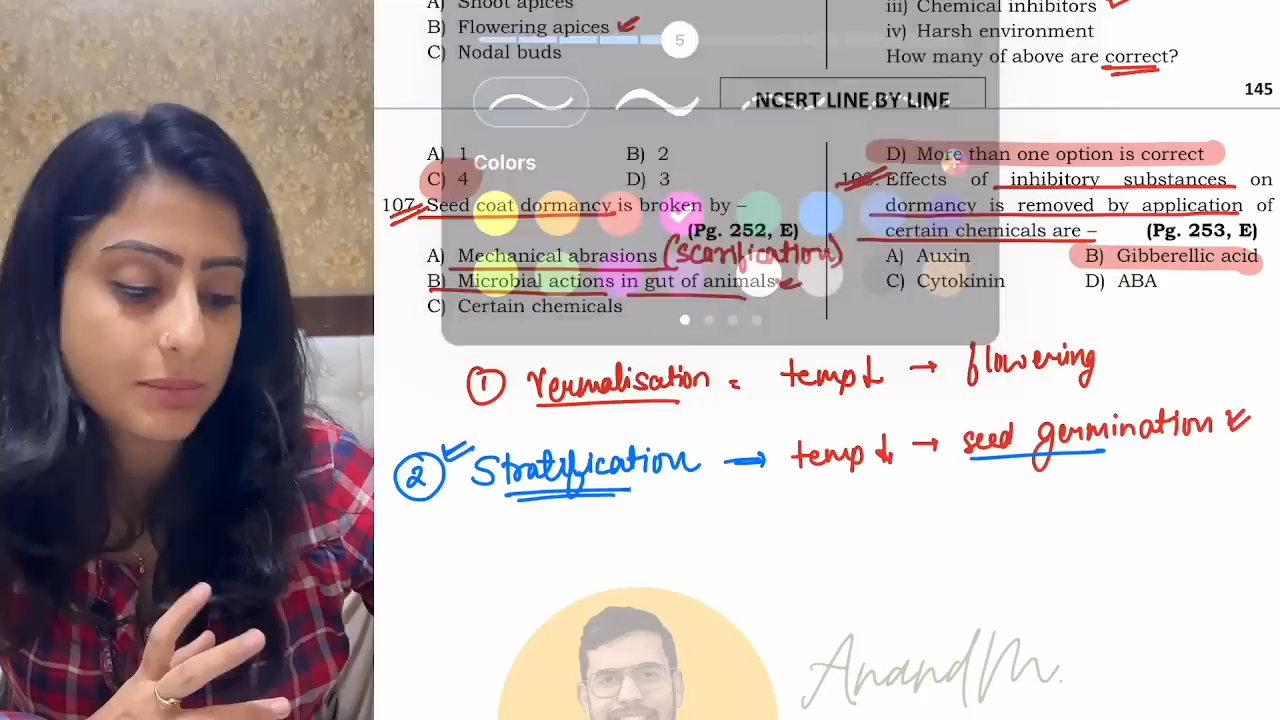 A) Shoot apices
B) Flowering apices
C) Nodal buds
iii) Chemical inhibitors
iv) Harsh environment
How many of above are correct?
5
NCERT LINE BY LINE
145
Colors
A) 1
B) 2
C) 4
D) 3
107. Seed coat dormancy is broken by –
(Pg. 252, E)
A) Mechanical abrasions (scarification)
B) Microbial actions in gut of animals
C) Certain chemicals
D) More than one option is correct
Effects of inhibitory substances on
dormancy is removed by application of
certain chemicals are – (Pg. 253, E)
A) Auxin
B) Gibberellic acid
C) Cytokinin
D) ABA
① Vernalisation = temp↓ → flowering
② Stratification → temp↓ → seed germination
Anand M.